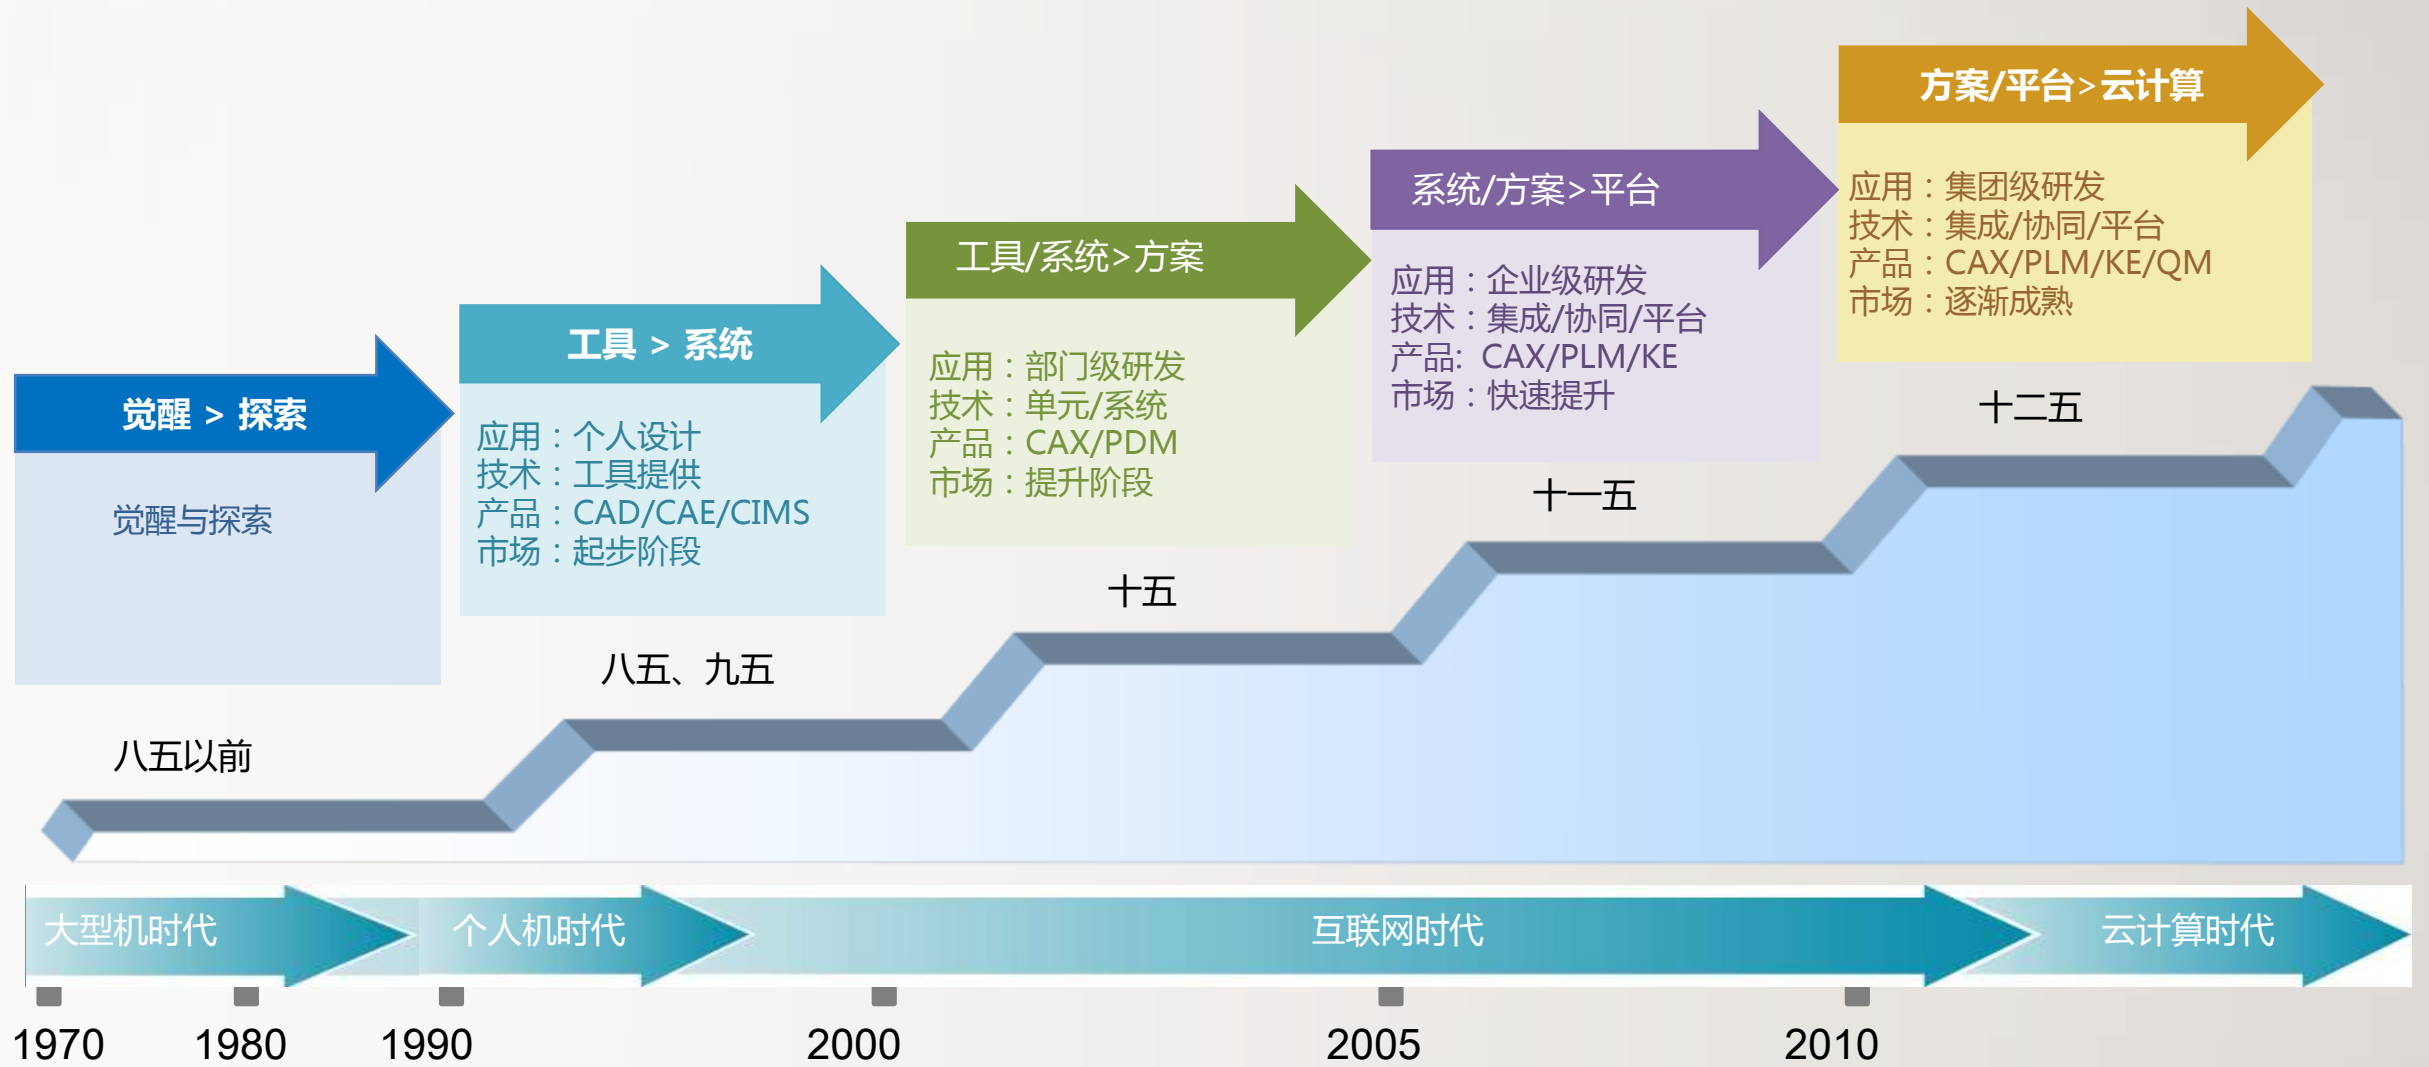 觉醒 > 探索
觉醒与探索
八五以前
工具 > 系统
应用：个人设计
技术：工具提供
产品：CAD/CAE/CIMS
市场：起步阶段
八五、九五
工具/系统>方案
应用：部门级研发
技术：单元/系统
产品：CAX/PDM
市场：提升阶段
十五
系统/方案>平台
应用：企业级研发
技术：集成/协同/平台
产品: CAX/PLM/KE
市场：快速提升
十一五
方案/平台>云计算
应用：集团级研发
技术：集成/协同/平台
产品：CAX/PLM/KE/QM
市场：逐渐成熟
十二五
大型机时代
个人机时代
互联网时代
云计算时代
1970
1980
1990
2000
2005
2010